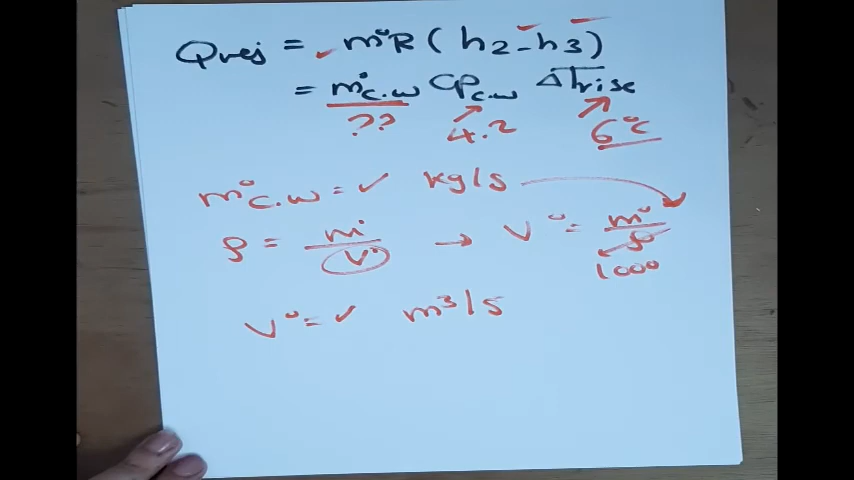 Qrej = m°R ( h2 - h3 )
= m°c.w CPc.w ΔTrise
?? 4.2 6°c
m°c.w = ✓ kg/s
ρ = m°/V° → V° = m°/ρ
1000
V° = ✓ m³/s